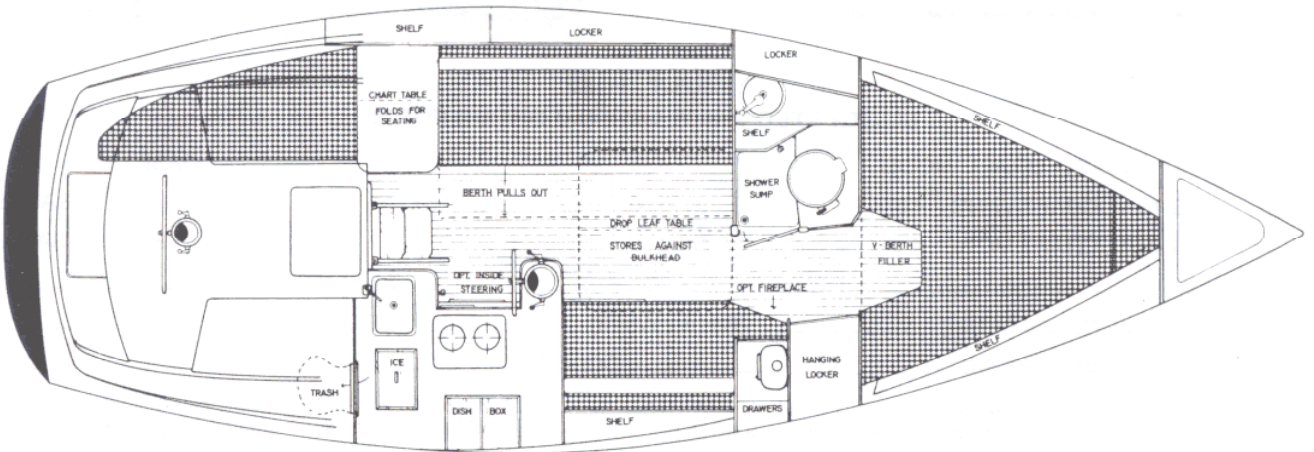 SHELF
LOCKER
LOCKER
CHART TABLE
FOLDS FOR
SEATING
SHELF
SHELF
SHOWER
SUMP
BERTH PULLS OUT
DROP LEAF TABLE
STORES AGAINST
BULKHEAD
V-BERTH
FILLER
OPT. INSIDE
STEERING
OPT. FIREPLACE
SHELF
ICE
TRASH
HANGING
LOCKER
DISH
BOX
DRAWERS
SHELF